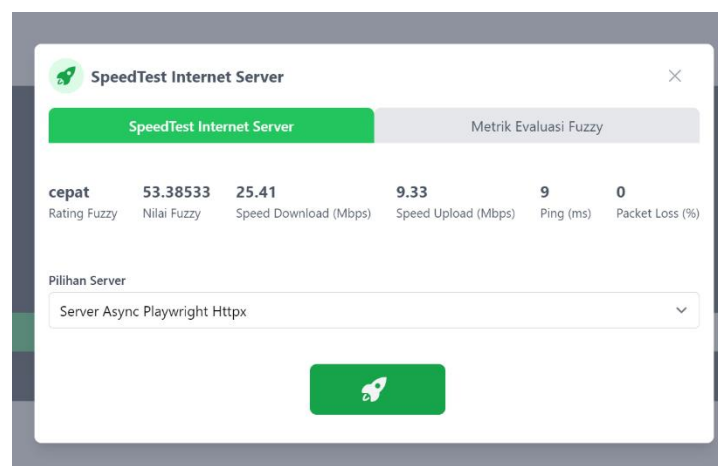 SpeedTest Internet Server
SpeedTest Internet Server Metrik Evaluasi Fuzzy
cepat 53.38533 25.41 9.33 9 0
Rating Fuzzy Nilai Fuzzy Speed Download (Mbps) Speed Upload (Mbps) Ping (ms) Packet Loss (%)
Pilihan Server
Server Async Playwright Httpx